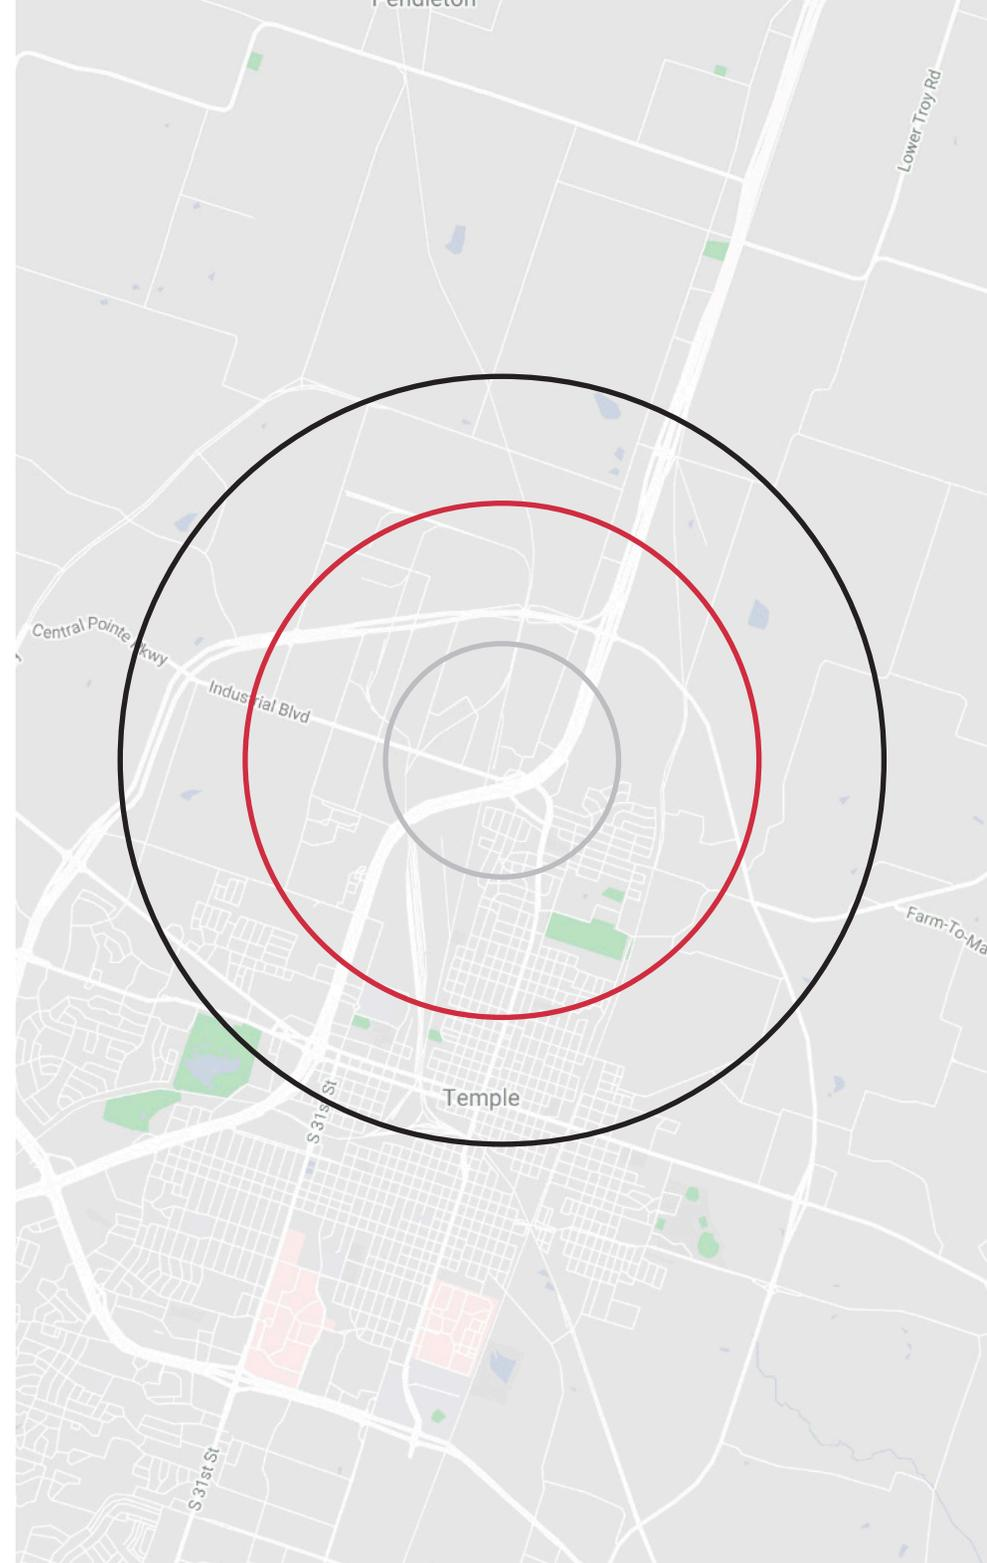 Pendleton
Lower Troy Rd
Central Pointe Pkwy
Industrial Blvd
Farm-To-Ma
Temple
S 31st St
S 31st St